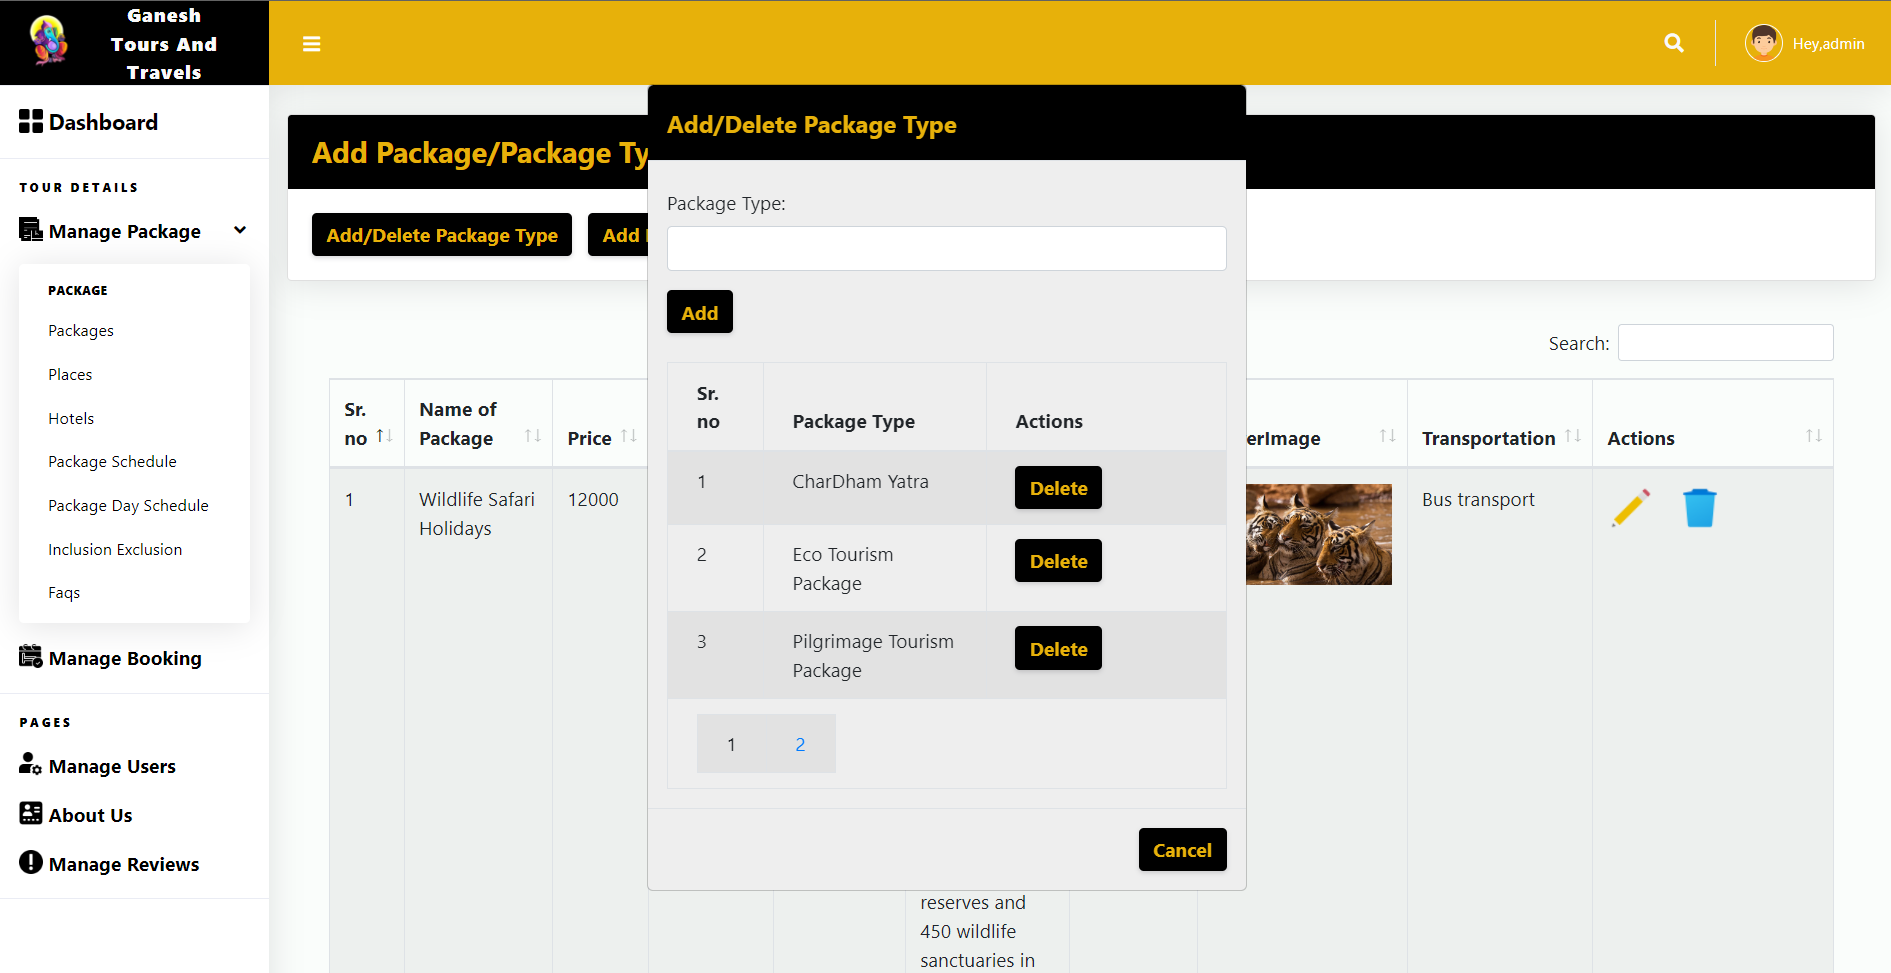 Ganesh
Tours And
Travels
Hey,admin
Dashboard
TOUR DETAILS
Manage Package
PACKAGE
Packages
Places
Hotels
Package Schedule
Package Day Schedule
Inclusion Exclusion
Faqs
Manage Booking
PAGES
Manage Users
About Us
Manage Reviews
Add Package/Package Ty
Add/Delete Package Type
Add
Search:
Sr.
no
Name of
Package
Price
erImage
Transportation
Actions
1
Wildlife Safari
Holidays
12000
Bus transport
reserves and
450 wildlife
sanctuaries in
Add/Delete Package Type
Package Type:
Add
Sr.
no
Package Type
Actions
1
CharDham Yatra
Delete
2
Eco Tourism
Package
Delete
3
Pilgrimage Tourism
Package
Delete
1 2
Cancel